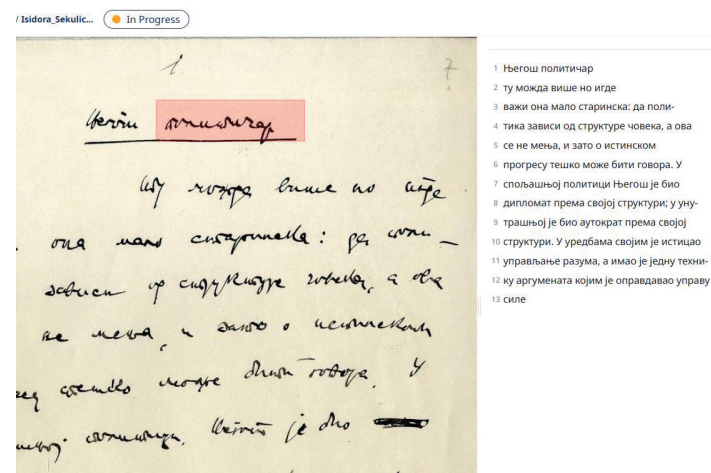 / Isidora_Sekulic...
In Progress
1
7
Његош политичар
ту можда више но игде
она мало старинска: да поли-
зависи од структуре човека, а ова
се не мења, и зато о истинском
тешко може бити говора. У
политици Његош је био
1 Његош политичар
2 ту можда више но игде
3 важи она мало старинска: да поли-
4 тика зависи од структуре човека, а ова
5 се не мења, и зато о истинском
6 прогресу тешко може бити говора. У
7 спољашњој политици Његош је био
8 дипломат према својој структури; у уну-
9 трашњој је био аутократ према својој
10 структури. У уредбама својим је истицао
11 управљање разума, а имао је једну техни-
12 ку аргумената којим је оправдавао управу
13 силе